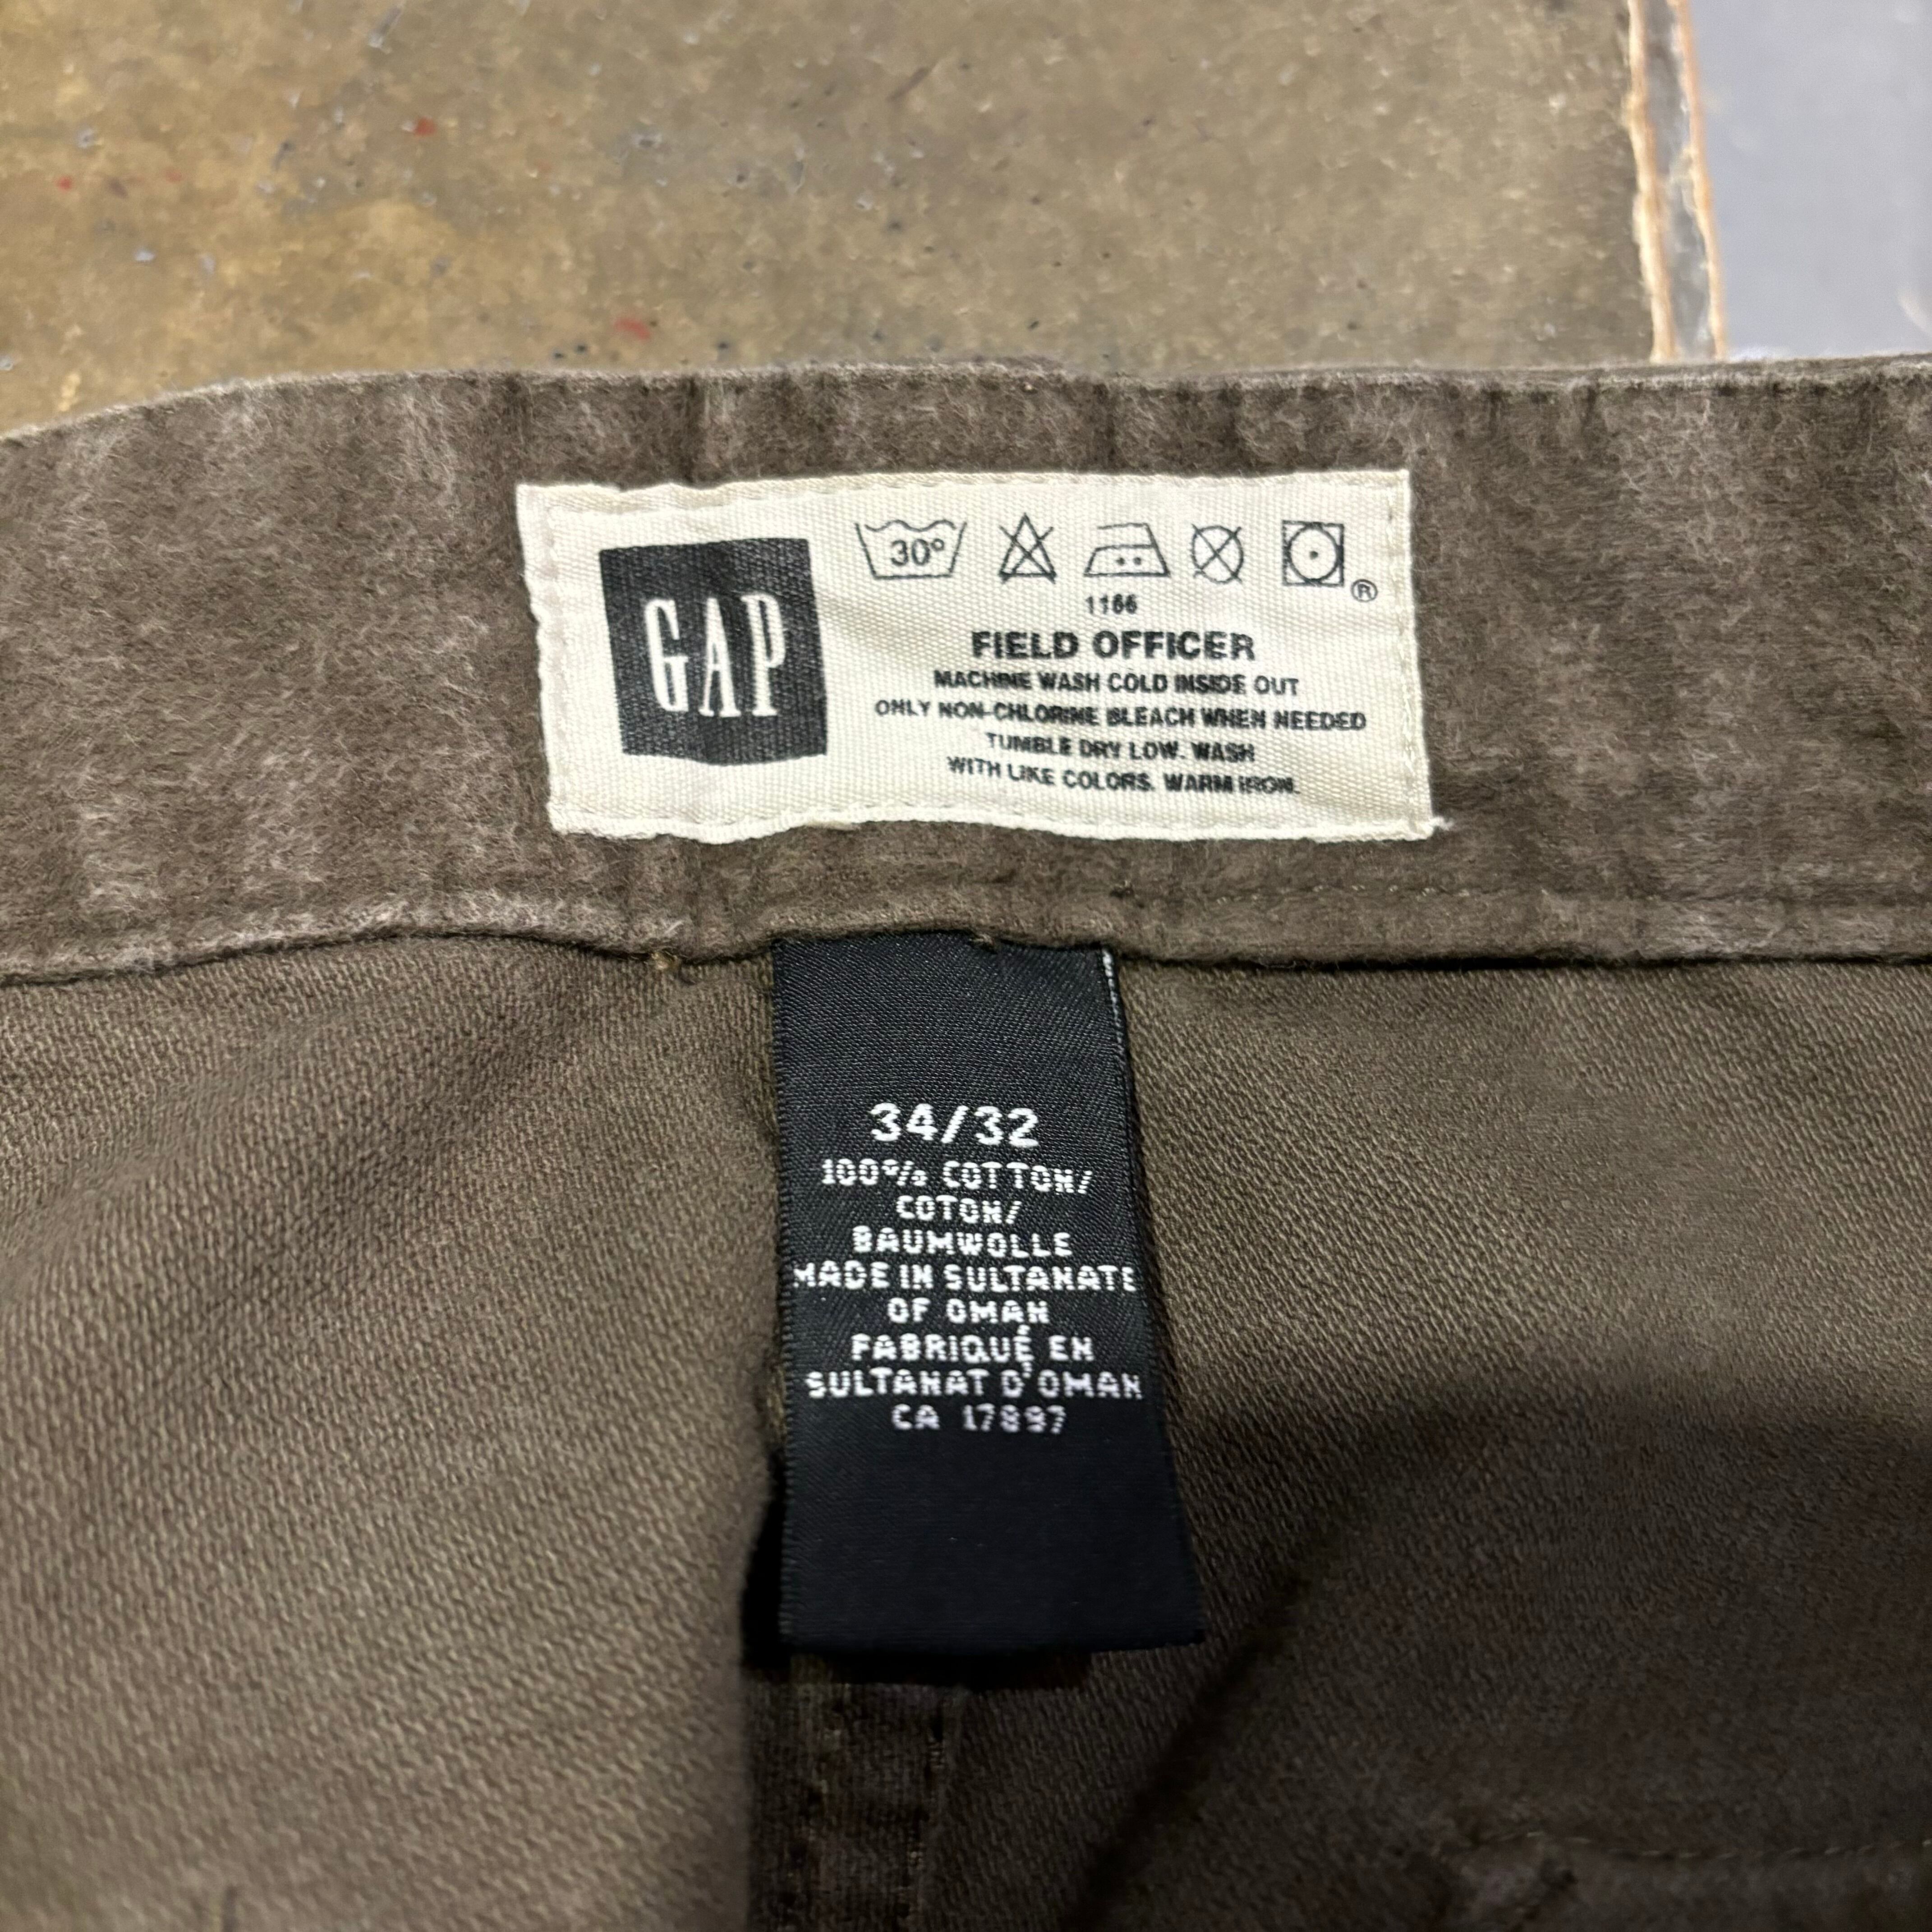 GAP
30°
®
1166
FIELD OFFICER
MACHINE WASH COLD INSIDE OUT
ONLY NON-CHLORINE BLEACH WHEN NEEDED
TUMBLE DRY LOW. WASH
WITH LIKE COLORS. WARM IRON.
34/32
100% COTTON/
COTON/
BAUMWOLLE
MADE IN SULTANATE
OF OMAN
FABRIQUÉ EN
SULTANAT D'OMAN
CA 17897